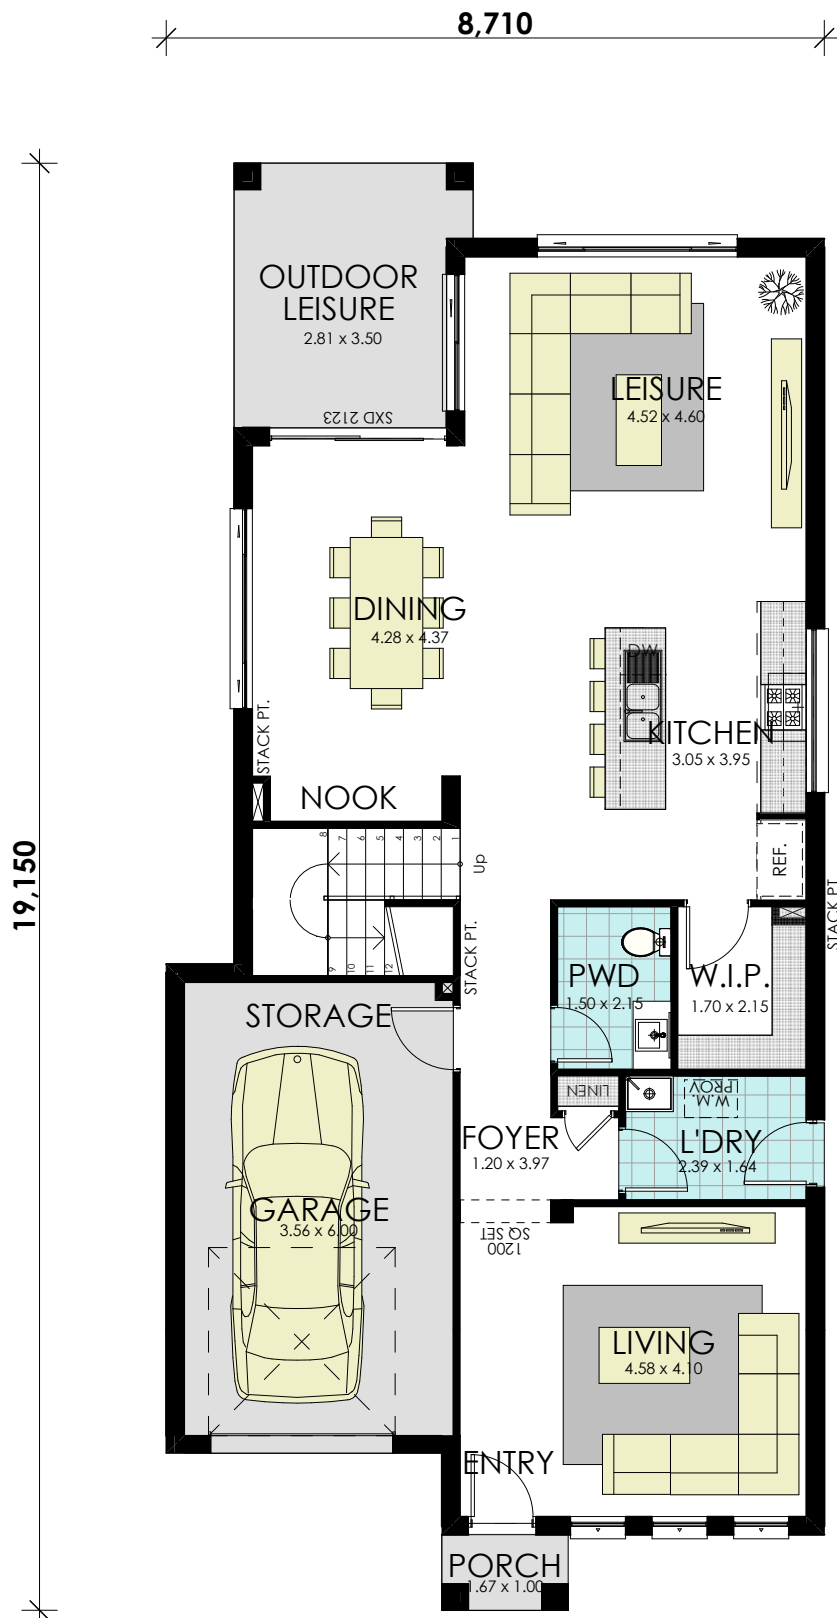 8,710
19,150
OUTDOOR
LEISURE
2.81 x 3.50
SXD 2123
LEISURE
4.52 x 4.60
DINING
4.28 x 4.37
DW
KITCHEN
3.05 x 3.95
STACK PT.
NOOK
REF.
8
7
6
5
4
3
2
1
Up
9
10
11
12
STACK PT.
STACK PT.
PWD
1.50 x 2.15
W.I.P.
1.70 x 2.15
STORAGE
LINEN
W.M.
PROV.
FOYER
1.20 x 3.97
L'DRY
2.39 x 1.64
GARAGE
3.56 x 6.00
1200
SQ SET
LIVING
4.58 x 4.10
ENTRY
PORCH
1.67 x 1.00